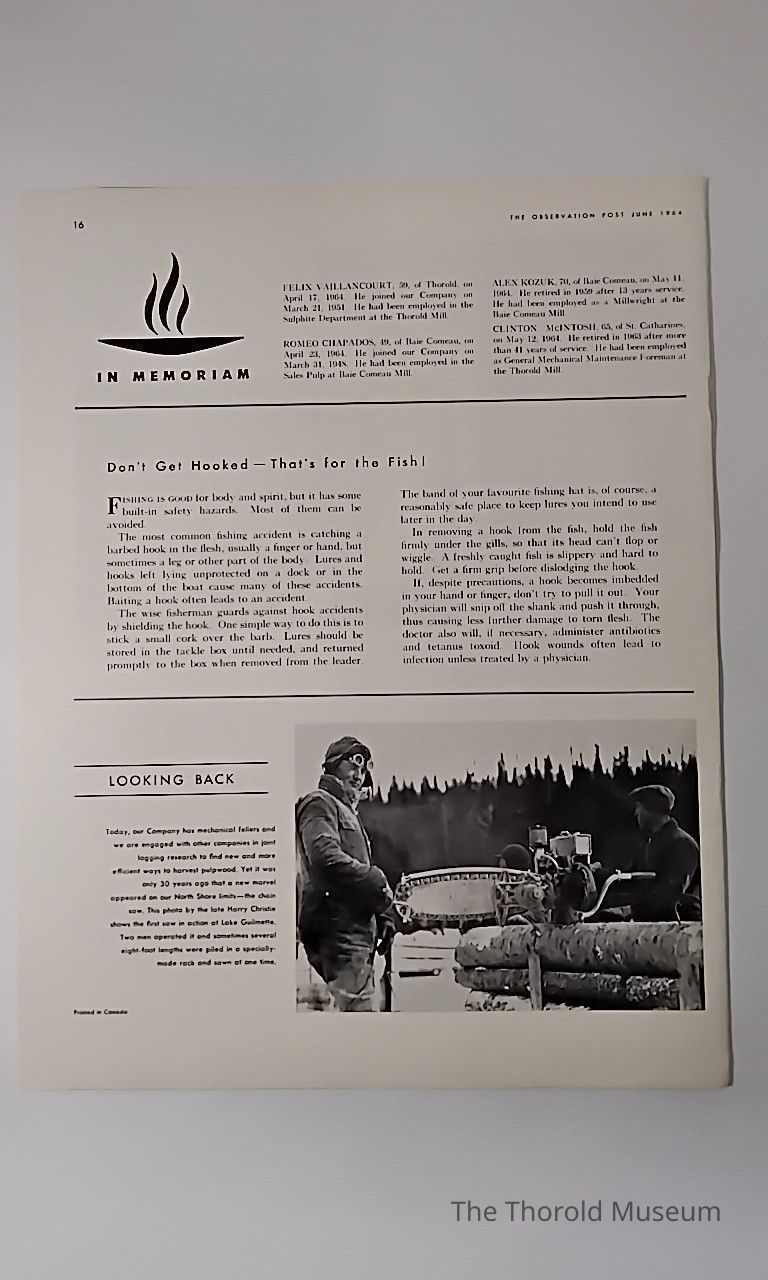 16
THE OBSERVATION POST JUNE 1964
IN MEMORIAM
FELIX VAILLANCOURT, 59, of Thorold, on
April 17, 1964. He joined our Company on
March 21, 1951. He had been employed in the
Sulphite Department at the Thorold Mill.
ROMEO CHAPADOS, 49, of Baie Comeau, on
April 23, 1964. He joined our Company on
March 31, 1948. He had been employed in the
Sales Pulp at Baie Comeau Mill.
ALEX KOZUK, 70, of Baie Comeau, on May 11,
1964. He retired in 1959 after 13 years service.
He had been employed as a Millwright at the
Baie Comeau Mill.
CLINTON McINTOSH, 65, of St. Catharines,
on May 12, 1964. He retired in 1963 after more
than 41 years of service. He had been employed
as General Mechanical Maintenance Foreman at
the Thorold Mill.
Don't Get Hooked — That's for the Fish!
FISHING IS GOOD for body and spirit, but it has some
built-in safety hazards. Most of them can be
avoided.
The most common fishing accident is catching a
barbed hook in the flesh, usually a finger or hand, but
sometimes a leg or other part of the body. Lures and
hooks left lying unprotected on a dock or in the
bottom of the boat cause many of these accidents.
Baiting a hook often leads to an accident.
The wise fisherman guards against hook accidents
by shielding the hook. One simple way to do this is to
stick a small cork over the barb. Lures should be
stored in the tackle box until needed, and returned
promptly to the box when removed from the leader.
The band of your favourite fishing hat is, of course, a
reasonably safe place to keep lures you intend to use
later in the day.
In removing a hook from the fish, hold the fish
firmly under the gills, so that its head can't flop or
wiggle. A freshly caught fish is slippery and hard to
hold. Get a firm grip before dislodging the hook.
If, despite precautions, a hook becomes imbedded
in your hand or finger, don't try to pull it out. Your
physician will snip off the shank and push it through,
thus causing less further damage to torn flesh. The
doctor also will, if necessary, administer antibiotics
and tetanus toxoid. Hook wounds often lead to
infection unless treated by a physician.
LOOKING BACK
Today, our Company has mechanical fellers and
we are engaged with other companies in joint
logging research to find new and more
efficient ways to harvest pulpwood. Yet it was
only 30 years ago that a new marvel
appeared on our North Shore limits—the chain
saw. This photo by the late Harry Christie
shows the first saw in action at Lake Guilmette.
Two men operated it and sometimes several
eight-foot lengths were piled in a specially-
made rack and sawn at one time.
Printed in Canada
The Thorold Museum